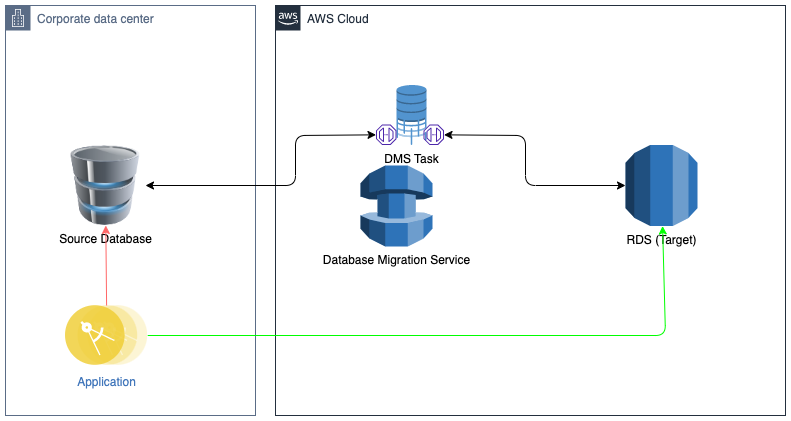 Corporate data center
aws
AWS Cloud
DMS Task
Source Database
RDS (Target)
Database Migration Service
Application